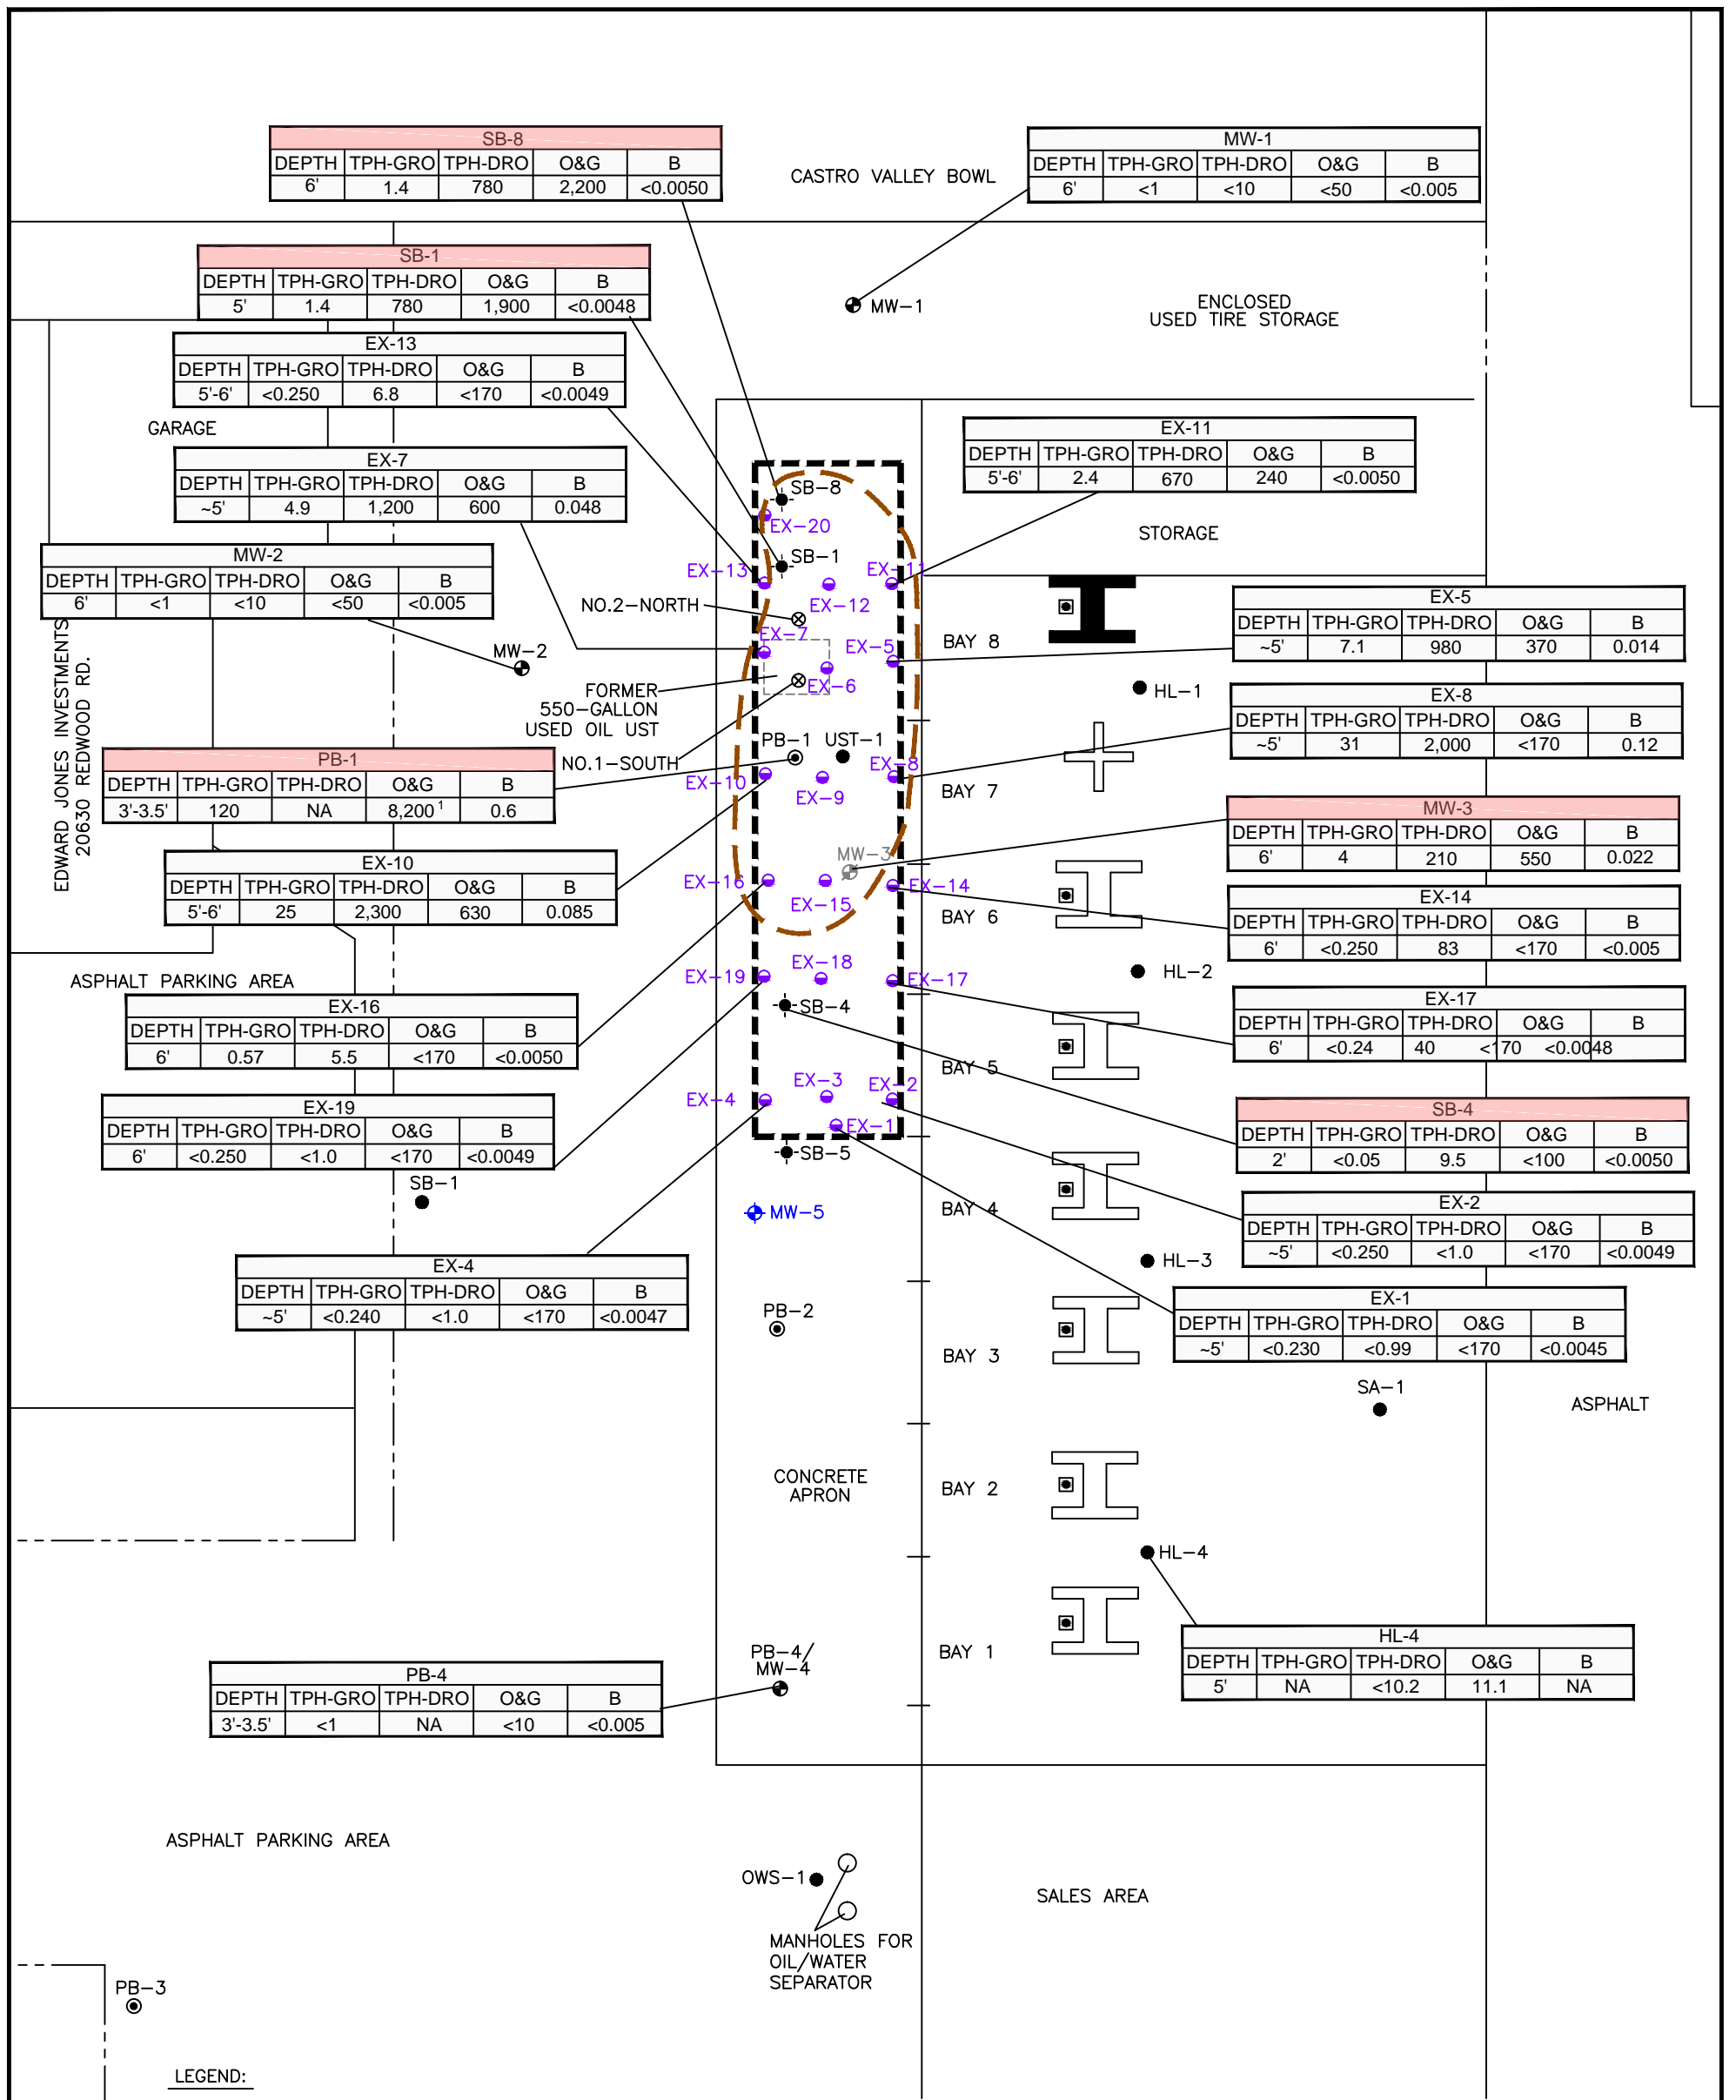 SB-8
DEPTH TPH-GRO TPH-DRO O&G B
6' 1.4 780 2,200 <0.0050
MW-1
DEPTH TPH-GRO TPH-DRO O&G B
6' <1 <10 <50 <0.005
CASTRO VALLEY BOWL
SB-1
DEPTH TPH-GRO TPH-DRO O&G B
5' 1.4 780 1,900 <0.0048
MW-1
ENCLOSED
USED TIRE STORAGE
EX-13
DEPTH TPH-GRO TPH-DRO O&G B
5'-6' <0.250 6.8 <170 <0.0049
GARAGE
EX-11
DEPTH TPH-GRO TPH-DRO O&G B
5'-6' 2.4 670 240 <0.0050
EX-7
DEPTH TPH-GRO TPH-DRO O&G B
~5' 4.9 1,200 600 0.048
SB-8
EX-20
STORAGE
MW-2
DEPTH TPH-GRO TPH-DRO O&G B
6' <1 <10 <50 <0.005
SB-1
EX-13
EX-11
EX-12
NO.2-NORTH
EX-5
DEPTH TPH-GRO TPH-DRO O&G B
~5' 7.1 980 370 0.014
EDWARD JONES INVESTMENTS
20630 REDWOOD RD.
MW-2
EX-7
EX-5
BAY 8
EX-6
HL-1
FORMER
550-GALLON
USED OIL UST
EX-8
DEPTH TPH-GRO TPH-DRO O&G B
~5' 31 2,000 <170 0.12
PB-1
UST-1
NO.1-SOUTH
PB-1
DEPTH TPH-GRO TPH-DRO O&G B
3'-3.5' 120 NA 8,200 1 0.6
EX-10
EX-8
EX-9
BAY 7
MW-3
DEPTH TPH-GRO TPH-DRO O&G B
6' 4 210 550 0.022
MW-3
EX-10
DEPTH TPH-GRO TPH-DRO O&G B
5'-6' 25 2,300 630 0.085
EX-16
EX-14
EX-15
BAY 6
EX-14
DEPTH TPH-GRO TPH-DRO O&G B
6' <0.250 83 <170 <0.005
ASPHALT PARKING AREA
EX-19
EX-18
EX-17
HL-2
EX-17
DEPTH TPH-GRO TPH-DRO O&G B
6' <0.24 40 <170 <0.0048
EX-16
DEPTH TPH-GRO TPH-DRO O&G B
6' 0.57 5.5 <170 <0.0050
SB-4
BAY 5
EX-3
EX-2
EX-4
EX-1
EX-19
DEPTH TPH-GRO TPH-DRO O&G B
6' <0.250 <1.0 <170 <0.0049
SB-4
DEPTH TPH-GRO TPH-DRO O&G B
2' <0.05 9.5 <100 <0.0050
SB-5
SB-1
MW-5
BAY 4
EX-2
DEPTH TPH-GRO TPH-DRO O&G B
~5' <0.250 <1.0 <170 <0.0049
HL-3
EX-4
DEPTH TPH-GRO TPH-DRO O&G B
~5' <0.240 <1.0 <170 <0.0047
PB-2
EX-1
DEPTH TPH-GRO TPH-DRO O&G B
~5' <0.230 <0.99 <170 <0.0045
BAY 3
SA-1
ASPHALT
CONCRETE
APRON
BAY 2
HL-4
PB-4/
MW-4
BAY 1
HL-4
DEPTH TPH-GRO TPH-DRO O&G B
5' NA <10.2 11.1 NA
PB-4
DEPTH TPH-GRO TPH-DRO O&G B
3'-3.5' <1 NA <10 <0.005
ASPHALT PARKING AREA
OWS-1
SALES AREA
MANHOLES FOR
OIL/WATER
SEPARATOR
PB-3
LEGEND: